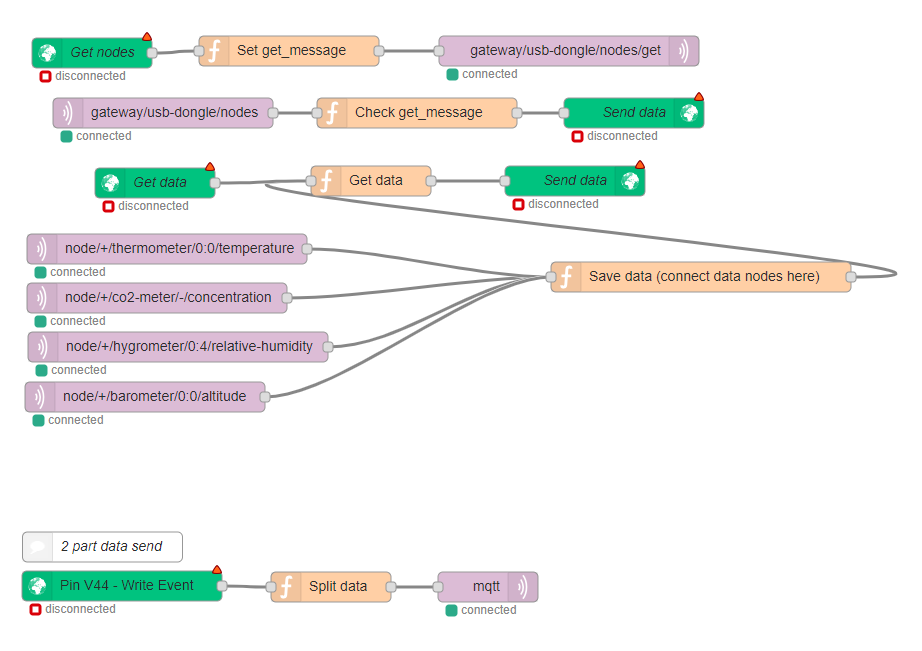 Get nodes
disconnected
Set get_message
gateway/usb-dongle/nodes/get
connected
gateway/usb-dongle/nodes
connected
Check get_message
Send data
disconnected
Get data
disconnected
Get data
Send data
disconnected
node/+/thermometer/0:0/temperature
connected
node/+/co2-meter/-/concentration
connected
node/+/hygrometer/0:4/relative-humidity
connected
node/+/barometer/0:0/altitude
connected
Save data (connect data nodes here)
2 part data send
Pin V44 - Write Event
disconnected
Split data
mqtt
connected